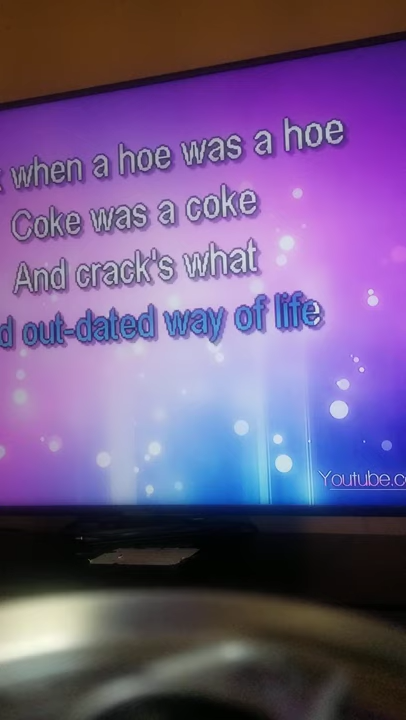 when a hoe was a hoe
Coke was a coke
And crack's what
out-dated way of life
Youtube.c